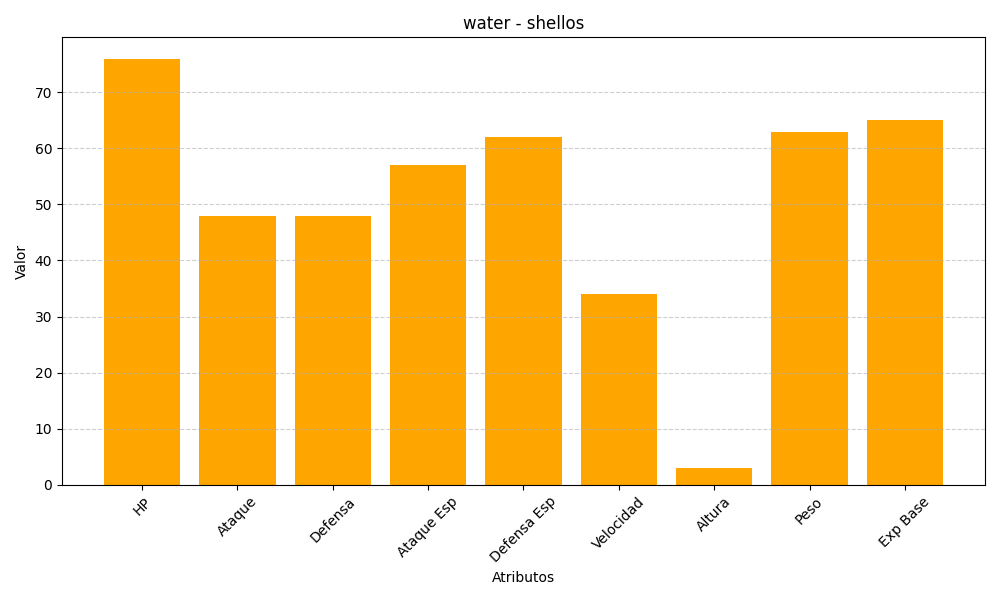 water - shellos
Valor
70
60
50
40
30
20
10
0
HP
Ataque
Defensa
Ataque Esp
Defensa Esp
Velocidad
Altura
Peso
Exp Base
Atributos